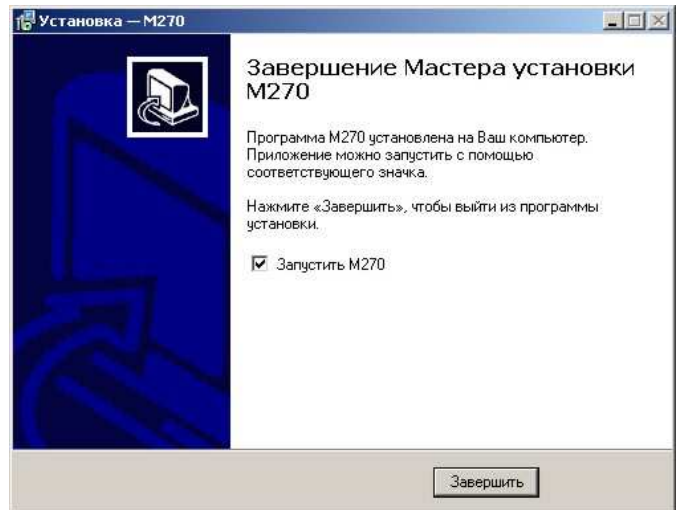 Установка — M270
Завершение Мастера установки
M270
Программа M270 установлена на Ваш компьютер.
Приложение можно запустить с помощью
соответствующего значка.
Нажмите «Завершить», чтобы выйти из программы
установки.
Запустить M270
Завершить